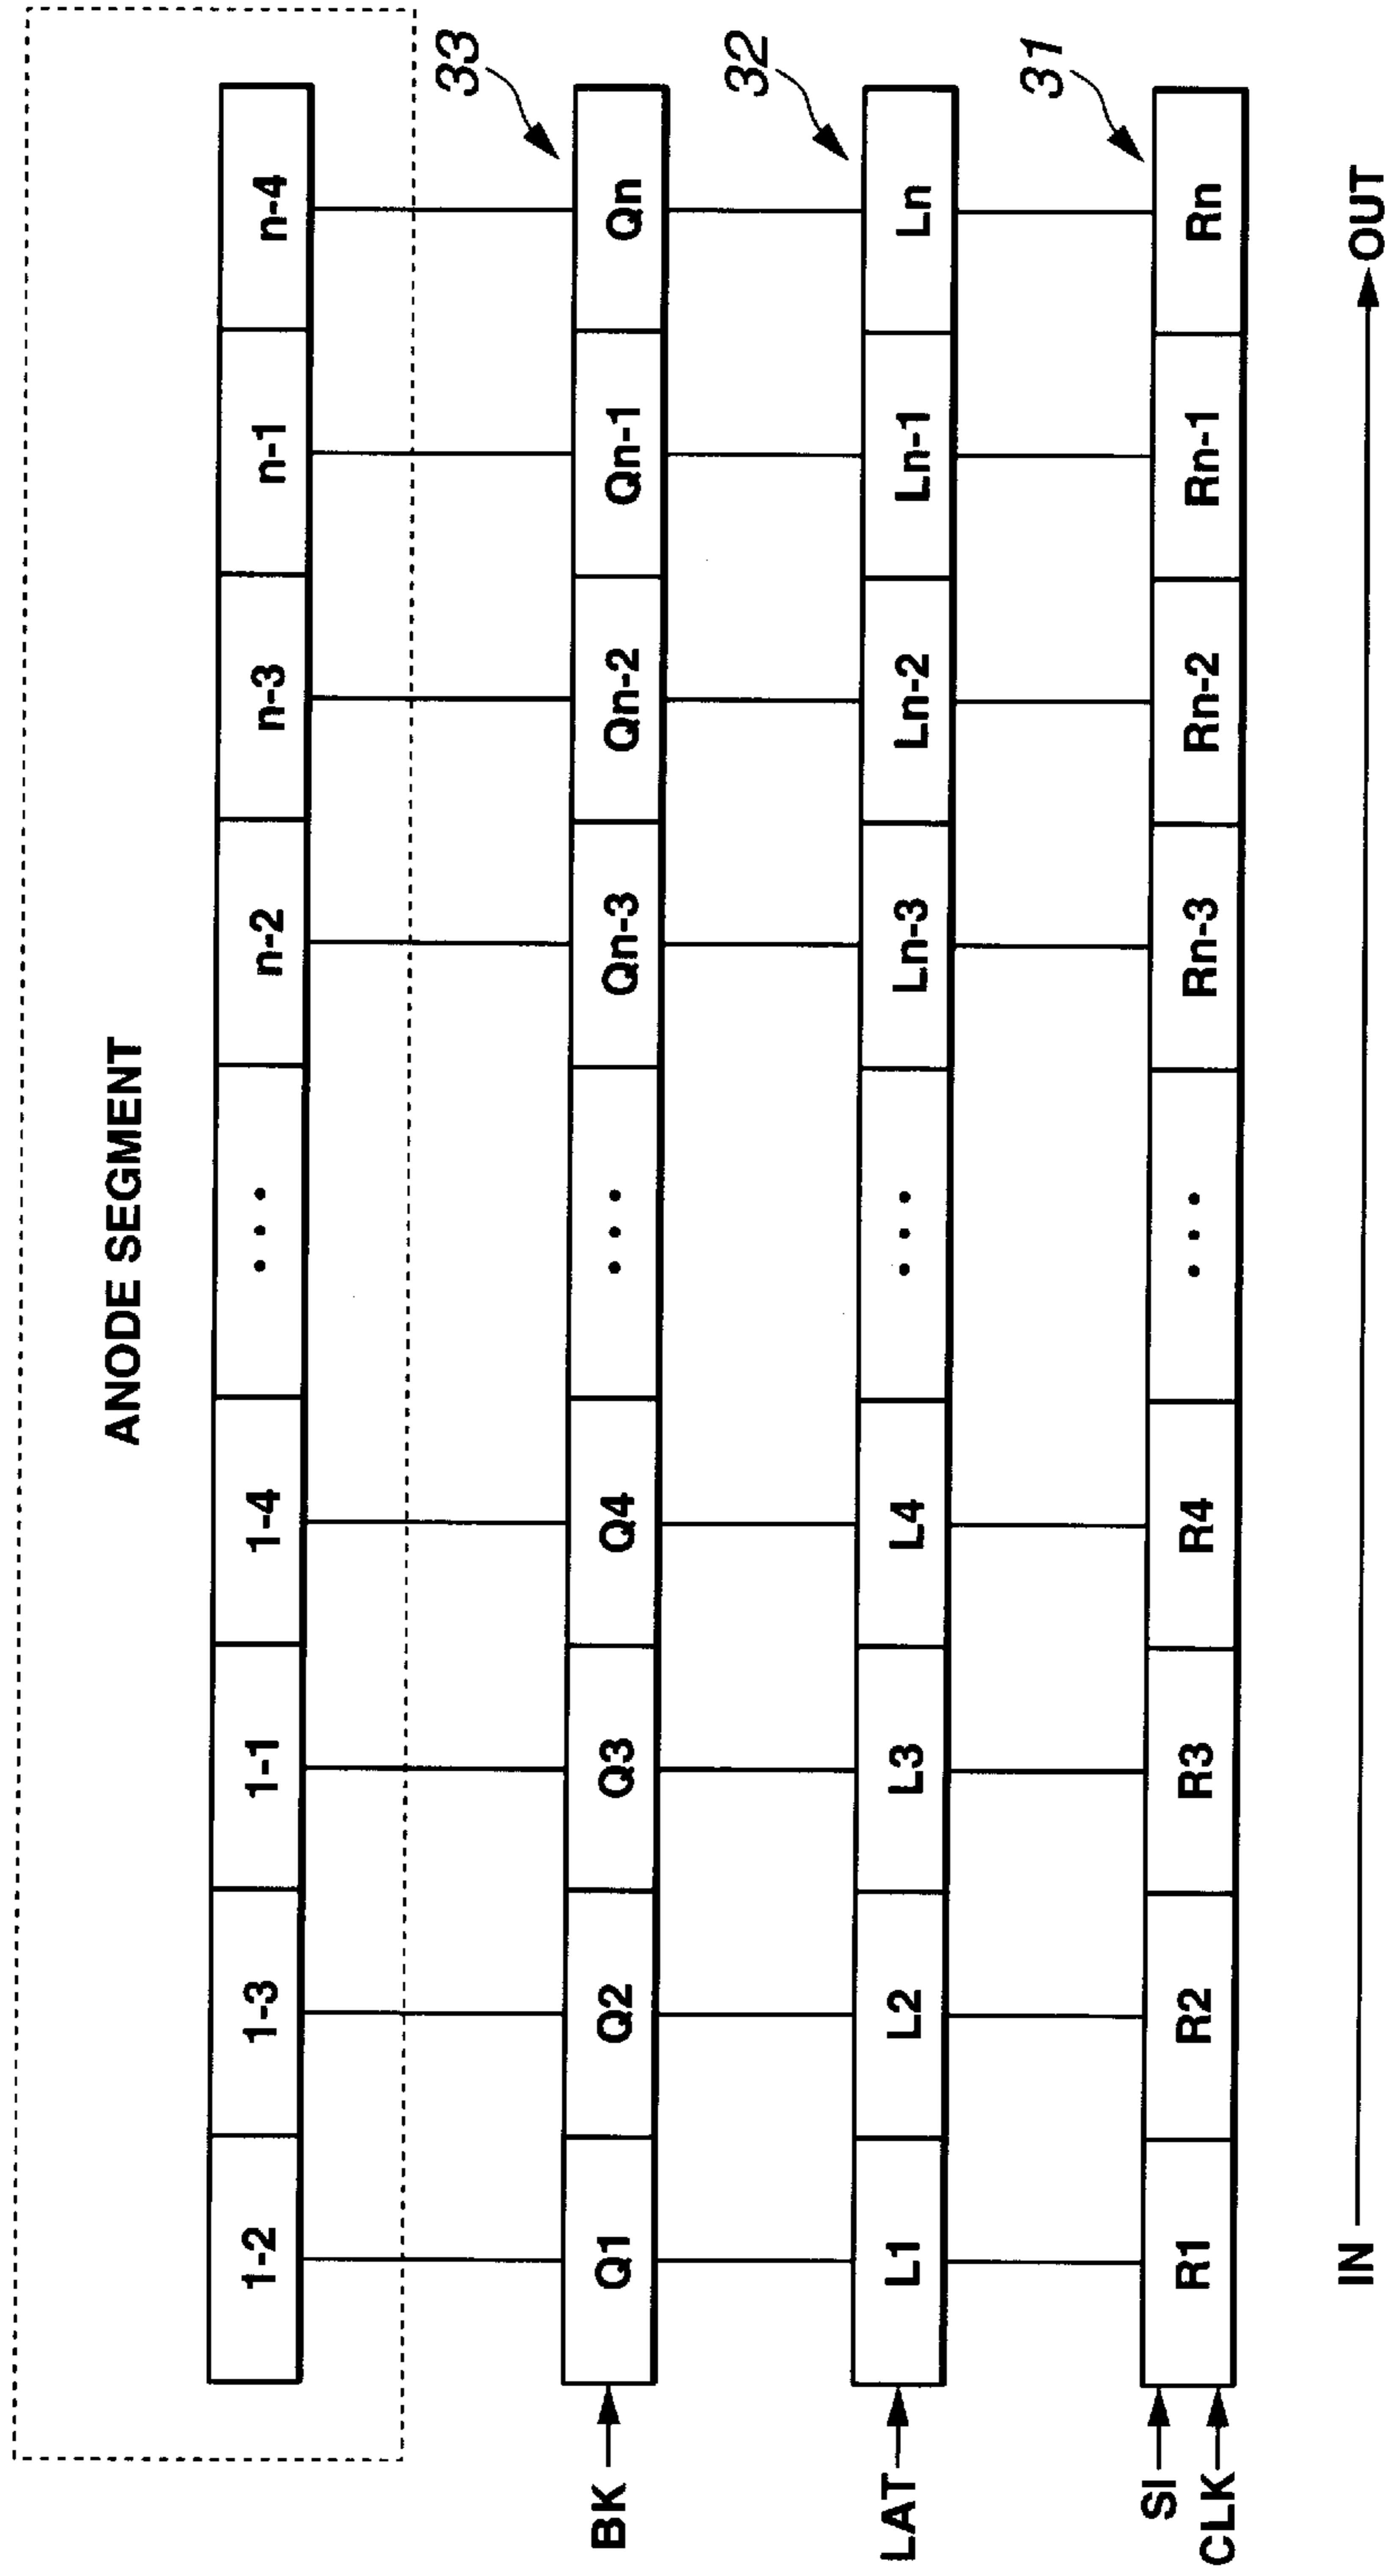 ANODE SEGMENT
1-2 1-3 1-1 1-4 ... n-2 n-3 n-1 n-4
33
BK Q1 Q2 Q3 Q4 ... Qn-3 Qn-2 Qn-1 Qn
32
LAT L1 L2 L3 L4 ... Ln-3 Ln-2 Ln-1 Ln
31
SI
CLK
R1 R2 R3 R4 ... Rn-3 Rn-2 Rn-1 Rn
IN OUT